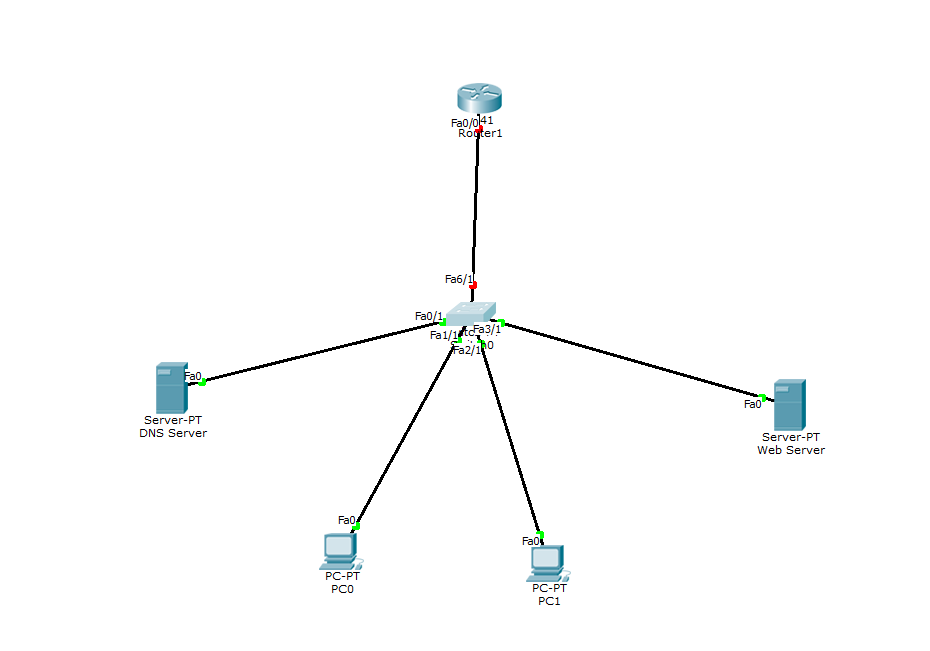 Fa0/0
41
Router1
Fa6/1
Fa0/1
Fa3/1
Fa1/1
Fa2/1
Fa0
Server-PT
DNS Server
Fa0
Server-PT
Web Server
Fa0
PC-PT
PC0
Fa0
PC-PT
PC1